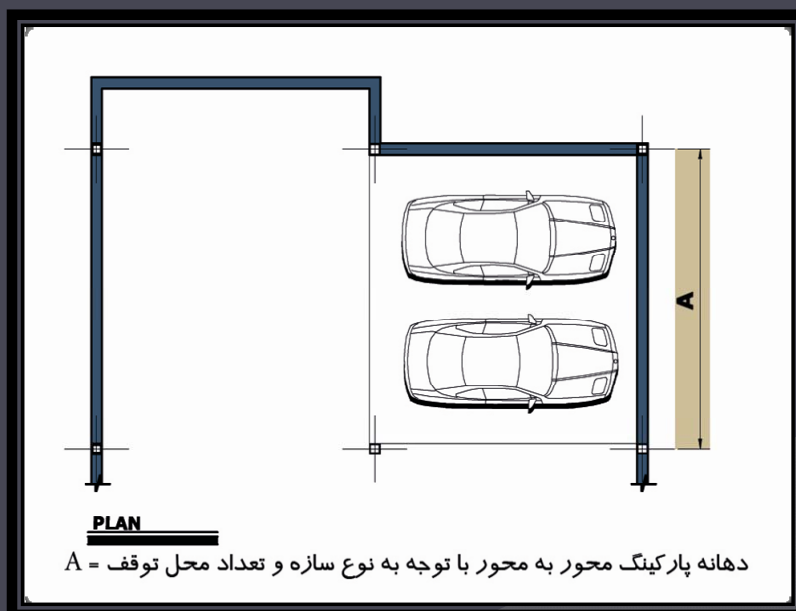 A
PLAN
دهانه پارکینگ محور به محور با توجه به نوع سازه و تعداد محل توقف = A